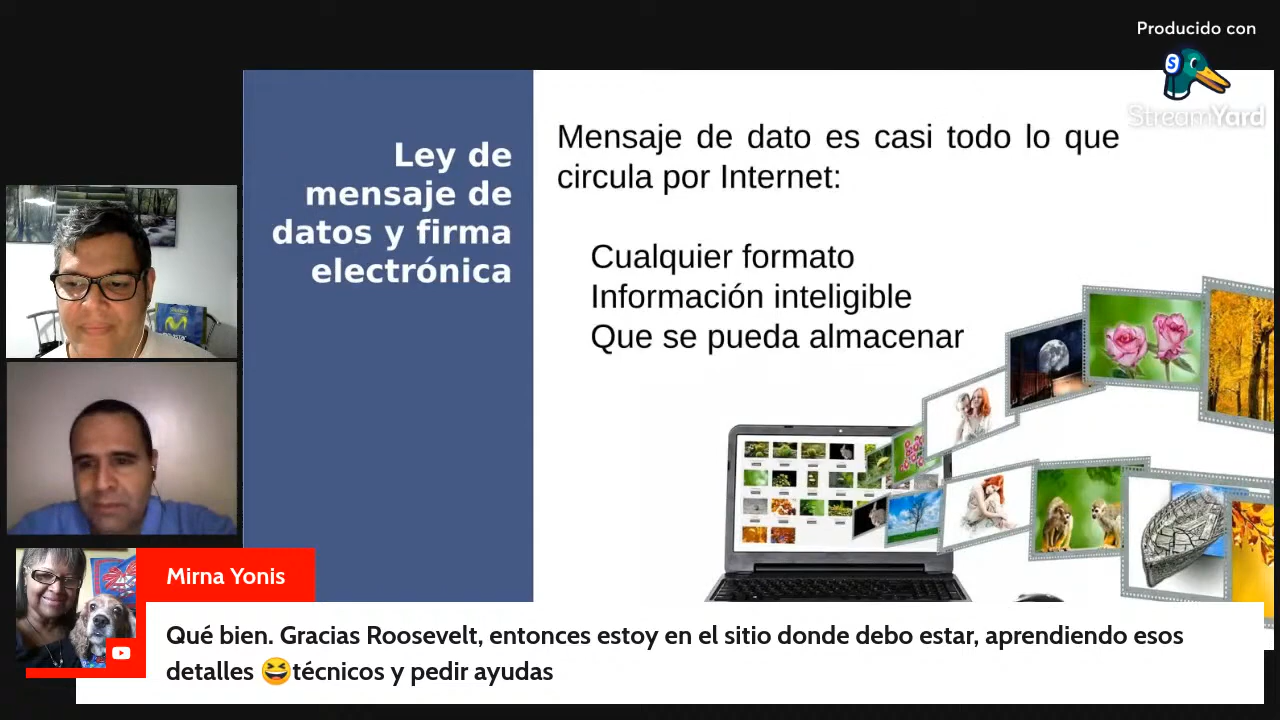 Producido con
StreamYard
Ley de
mensaje de
datos y firma
electrónica
Mensaje de dato es casi todo lo que
circula por Internet:
Cualquier formato
Información inteligible
Que se pueda almacenar
Mirna Yonis
Qué bien. Gracias Roosevelt, entonces estoy en el sitio donde debo estar, aprendiendo esos
detalles 😆técnicos y pedir ayudas